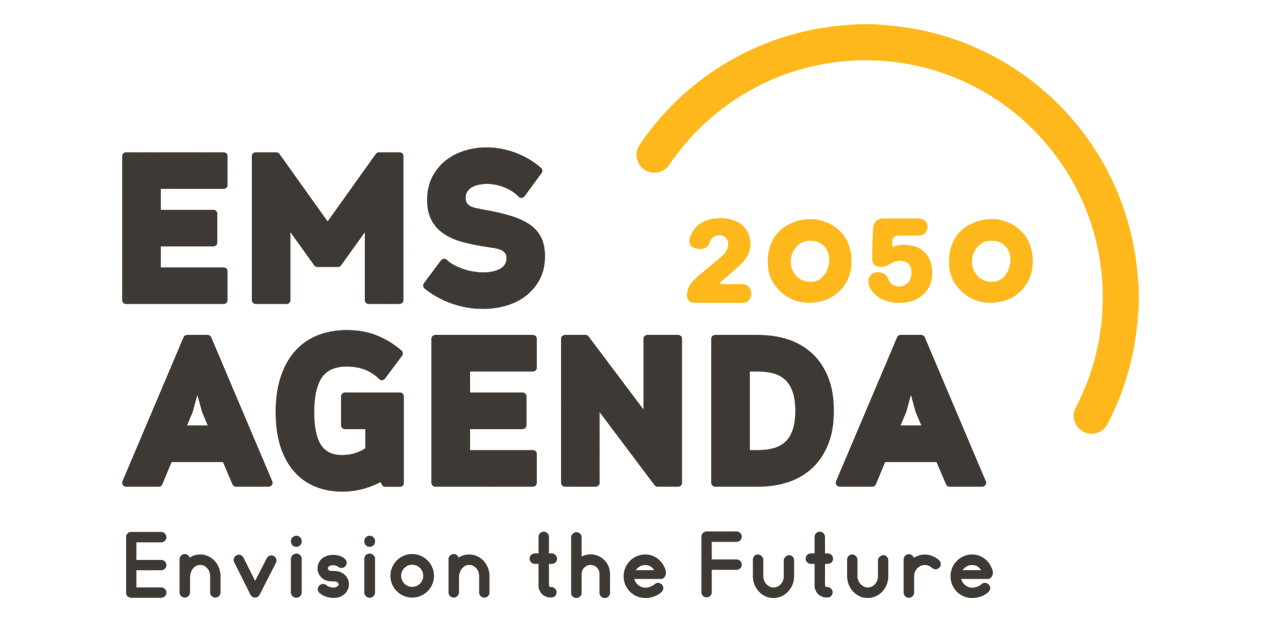 EMS
2050
AGENDA
Envision the Future